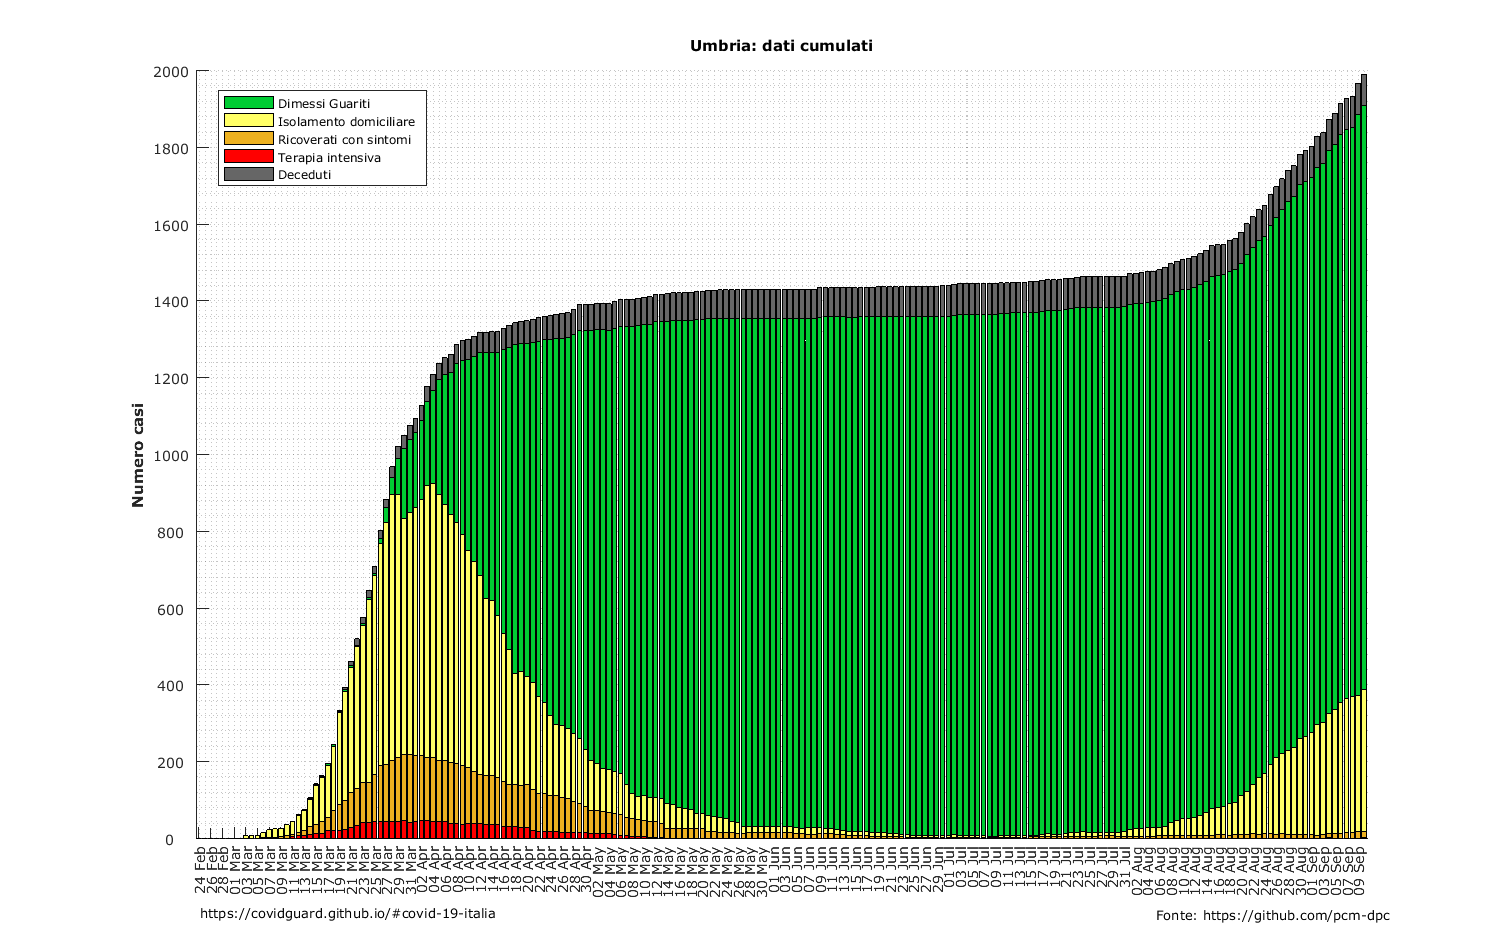 Umbria: dati cumulati
Numero casi
2000
1800
1600
1400
1200
1000
800
600
400
200
0
Dimessi Guariti
Isolamento domiciliare
Ricoverati con sintomi
Terapia intensiva
Deceduti
24 Feb
26 Feb
28 Feb
01 Mar
03 Mar
05 Mar
07 Mar
09 Mar
11 Mar
13 Mar
15 Mar
17 Mar
19 Mar
21 Mar
23 Mar
25 Mar
27 Mar
29 Mar
31 Mar
02 Apr
04 Apr
06 Apr
08 Apr
10 Apr
12 Apr
14 Apr
16 Apr
18 Apr
20 Apr
22 Apr
24 Apr
26 Apr
28 Apr
30 Apr
02 May
04 May
06 May
08 May
10 May
12 May
14 May
16 May
18 May
20 May
22 May
24 May
26 May
28 May
30 May
01 Jun
03 Jun
05 Jun
07 Jun
09 Jun
11 Jun
13 Jun
15 Jun
17 Jun
19 Jun
21 Jun
23 Jun
25 Jun
27 Jun
29 Jun
01 Jul
03 Jul
05 Jul
07 Jul
09 Jul
11 Jul
13 Jul
15 Jul
17 Jul
19 Jul
21 Jul
23 Jul
25 Jul
27 Jul
29 Jul
31 Jul
02 Aug
04 Aug
06 Aug
08 Aug
10 Aug
12 Aug
14 Aug
16 Aug
18 Aug
20 Aug
22 Aug
24 Aug
26 Aug
28 Aug
30 Aug
01 Sep
03 Sep
05 Sep
07 Sep
09 Sep
https://covidguard.github.io/#covid-19-italia
Fonte: https://github.com/pcm-dpc